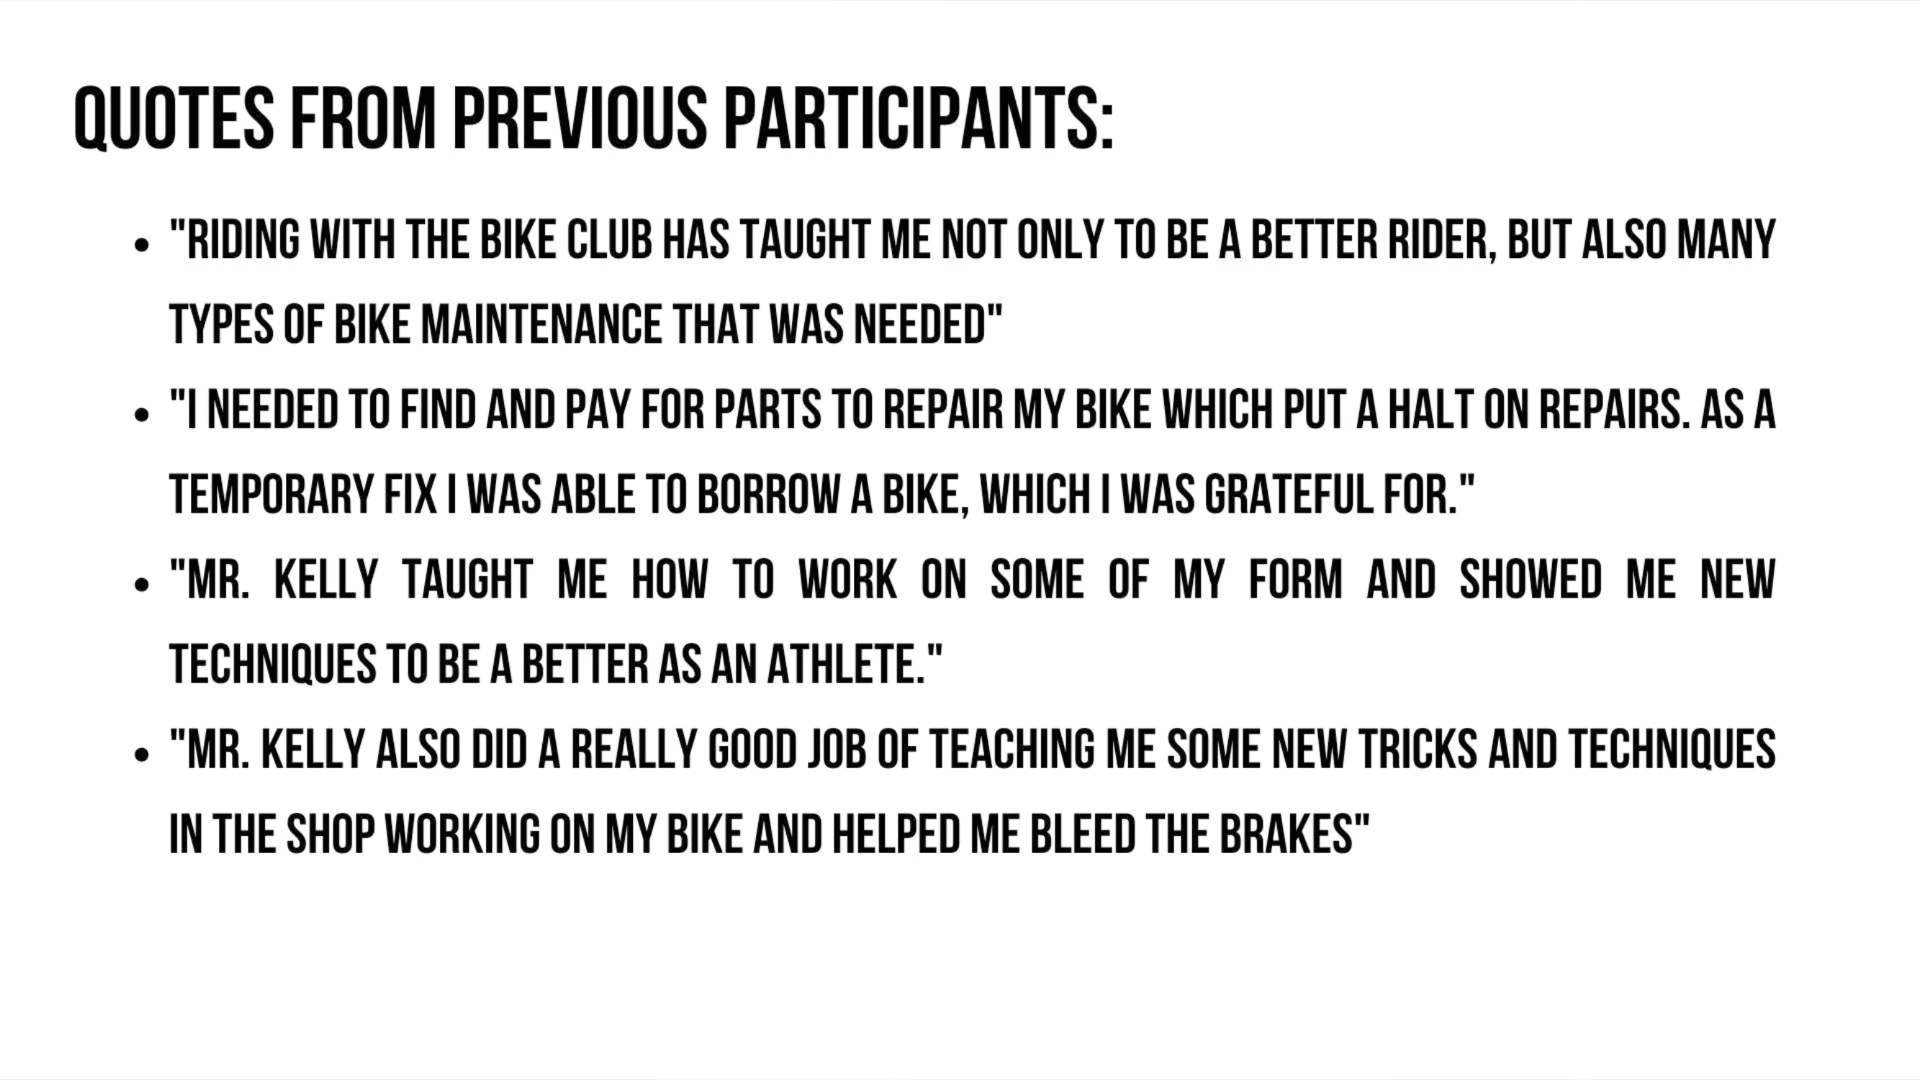 QUOTES FROM PREVIOUS PARTICIPANTS:
• "RIDING WITH THE BIKE CLUB HAS TAUGHT ME NOT ONLY TO BE A BETTER RIDER, BUT ALSO MANY
TYPES OF BIKE MAINTENANCE THAT WAS NEEDED"
• "I NEEDED TO FIND AND PAY FOR PARTS TO REPAIR MY BIKE WHICH PUT A HALT ON REPAIRS. AS A
TEMPORARY FIX I WAS ABLE TO BORROW A BIKE, WHICH I WAS GRATEFUL FOR."
• "MR. KELLY TAUGHT ME HOW TO WORK ON SOME OF MY FORM AND SHOWED ME NEW
TECHNIQUES TO BE A BETTER AS AN ATHLETE."
• "MR. KELLY ALSO DID A REALLY GOOD JOB OF TEACHING ME SOME NEW TRICKS AND TECHNIQUES
IN THE SHOP WORKING ON MY BIKE AND HELPED ME BLEED THE BRAKES"